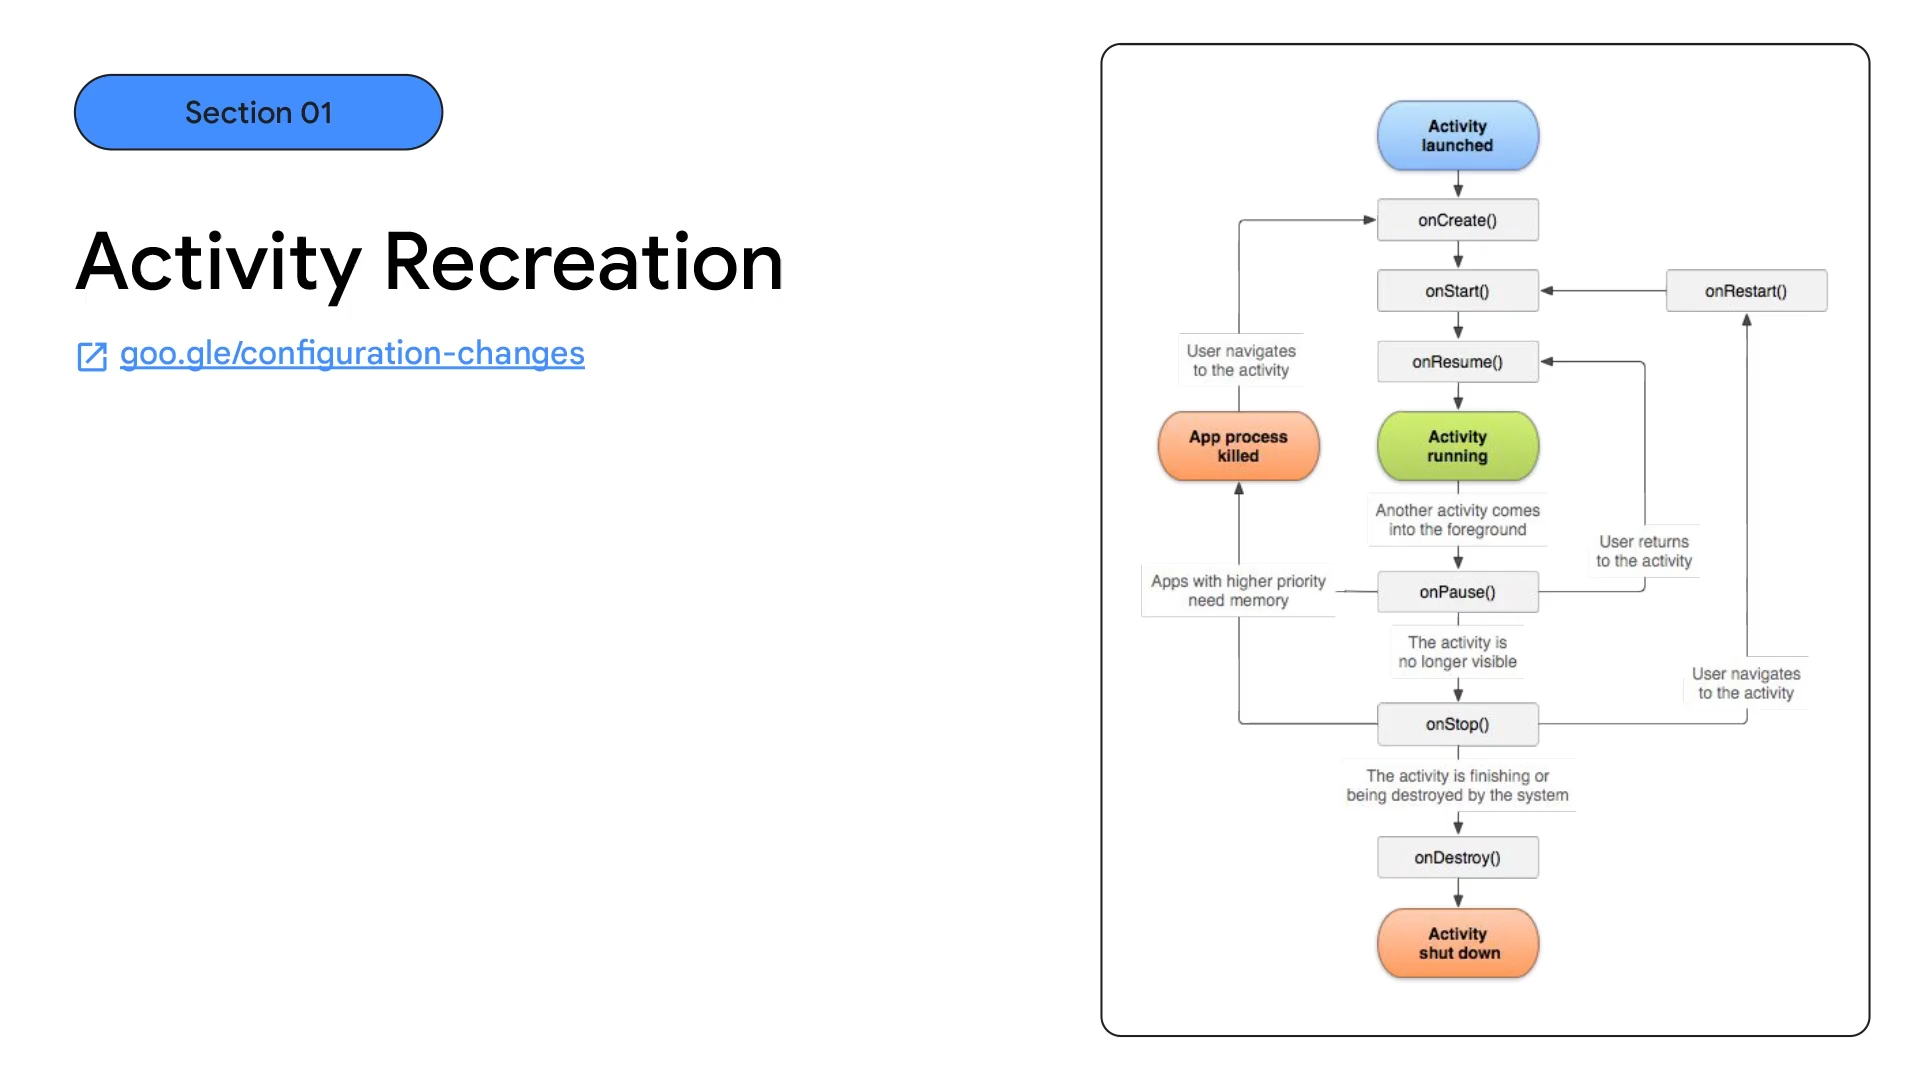 Section 01
Activity Recreation
goo.gle/configuration-changes
Activity
launched
onCreate()
onStart()
onRestart()
User navigates
to the activity
onResume()
App process
killed
Activity
running
Another activity comes
into the foreground
User returns
to the activity
Apps with higher priority
need memory
onPause()
The activity is
no longer visible
User navigates
to the activity
onStop()
The activity is finishing or
being destroyed by the system
onDestroy()
Activity
shut down